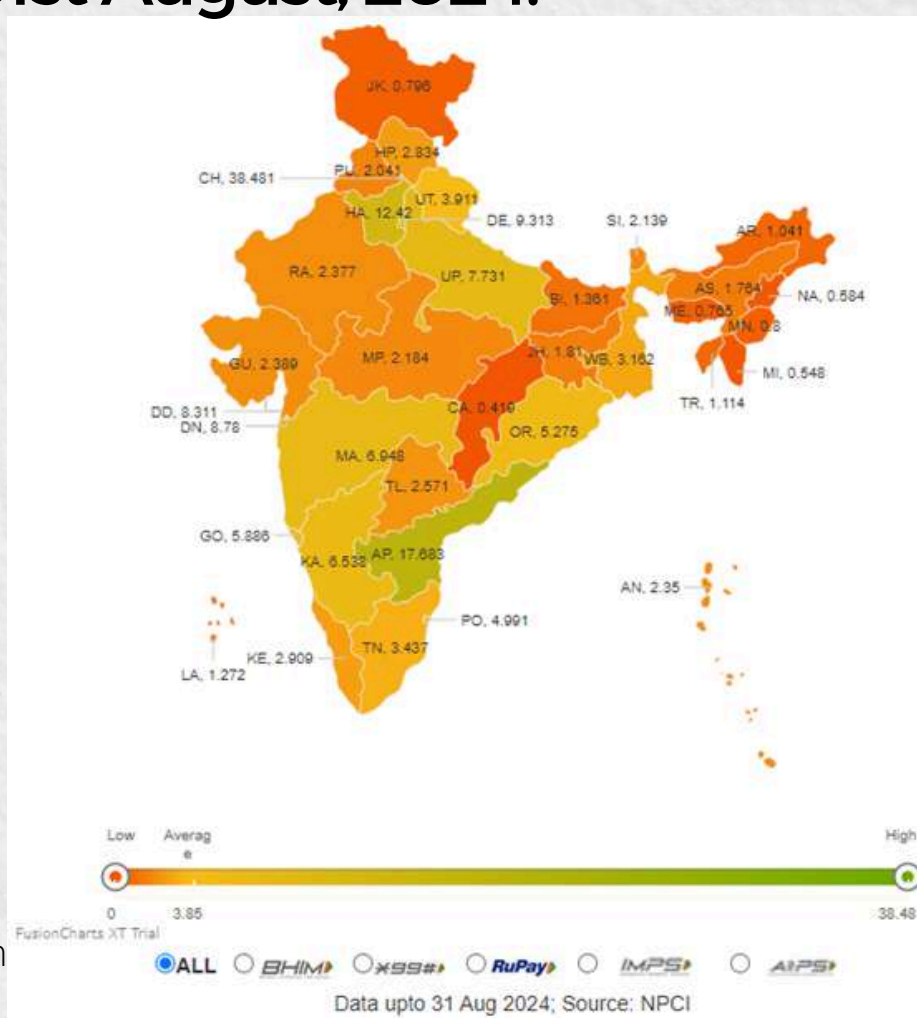 1st August, 2024.
JK, 0.796
HP, 2.834
PU, 2.041
CH, 38.481
UT, 3.911
HA, 12.42
DE, 9.313
SI, 2.139
AR, 1.041
RA, 2.377
UP, 7.731
BI, 1.361
AS, 1.764
NA, 0.584
ME, 0.765
MN, 0.8
GU, 2.389
MP, 2.184
JH, 1.81
WB, 3.162
MI, 0.548
TR, 1.114
DD, 8.311
DN, 8.78
CA, 0.419
OR, 5.275
MA, 6.948
TL, 2.571
GO, 5.886
KA, 6.538
AP, 17.683
AN, 2.35
PO, 4.991
KE, 2.909
TN, 3.437
LA, 1.272
Low Averag High
e
0 3.85 38.48
FusionCharts XT Trial
ALL BHIM *99# RuPay IMPS AEPS
Data upto 31 Aug 2024; Source: NPCI